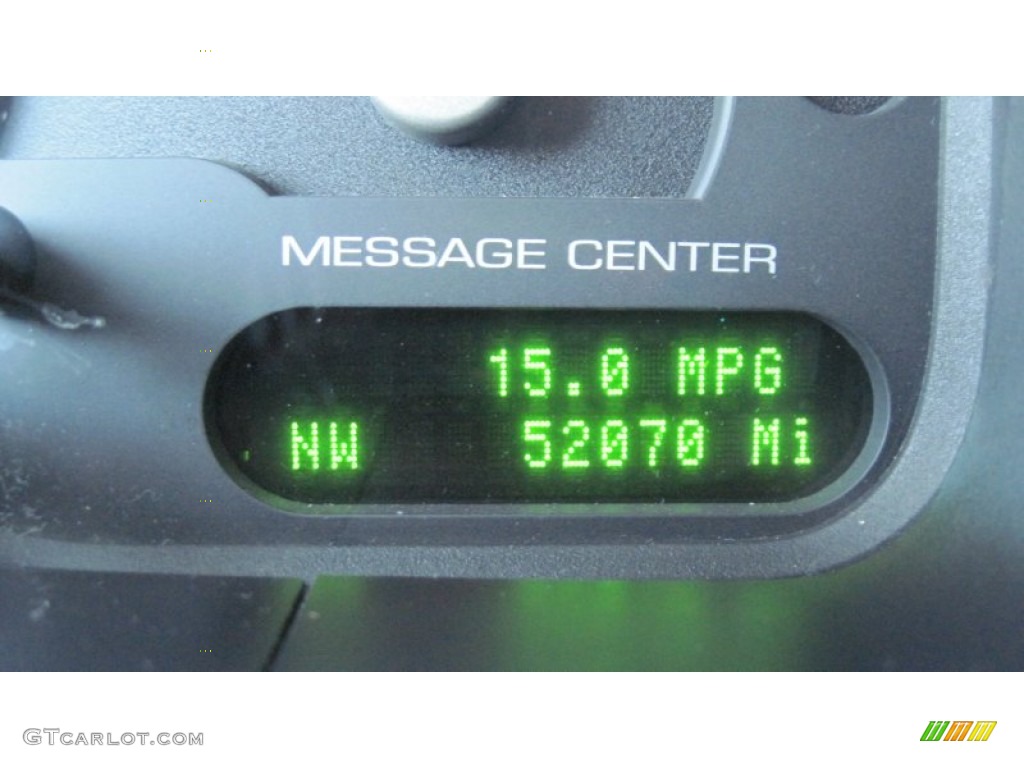 MESSAGE CENTER
15.0 MPG
NW 52070 Mi
GTCARLOT.COM